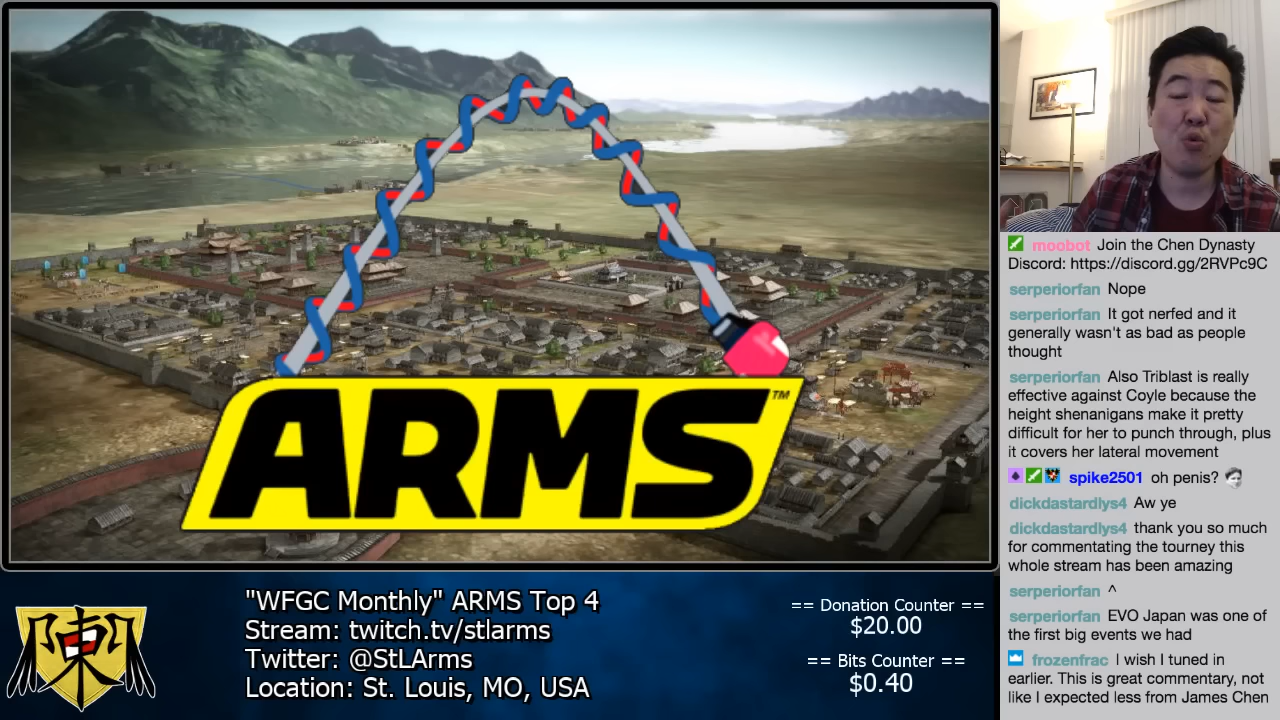 ARMS™
"WFGC Monthly" ARMS Top 4
Stream: twitch.tv/stlarms
Twitter: @StLArms
Location: St. Louis, MO, USA
== Donation Counter ==
$20.00
== Bits Counter ==
$0.40
moobot Join the Chen Dynasty
Discord: https://discord.gg/2RVPc9C
serperiorfan Nope
serperiorfan It got nerfed and it
generally wasn't as bad as people
thought
serperiorfan Also Triblast is really
effective against Coyle because the
height shenanigans make it pretty
difficult for her to punch through, plus
it covers her lateral movement
spike2501 oh penis?
dickdastardlys4 Aw ye
dickdastardlys4 thank you so much
for commentating the tourney this
whole stream has been amazing
serperiorfan ^
serperiorfan EVO Japan was one of
the first big events we had
frozenfrac I wish I tuned in
earlier. This is great commentary, not
like I expected less from James Chen